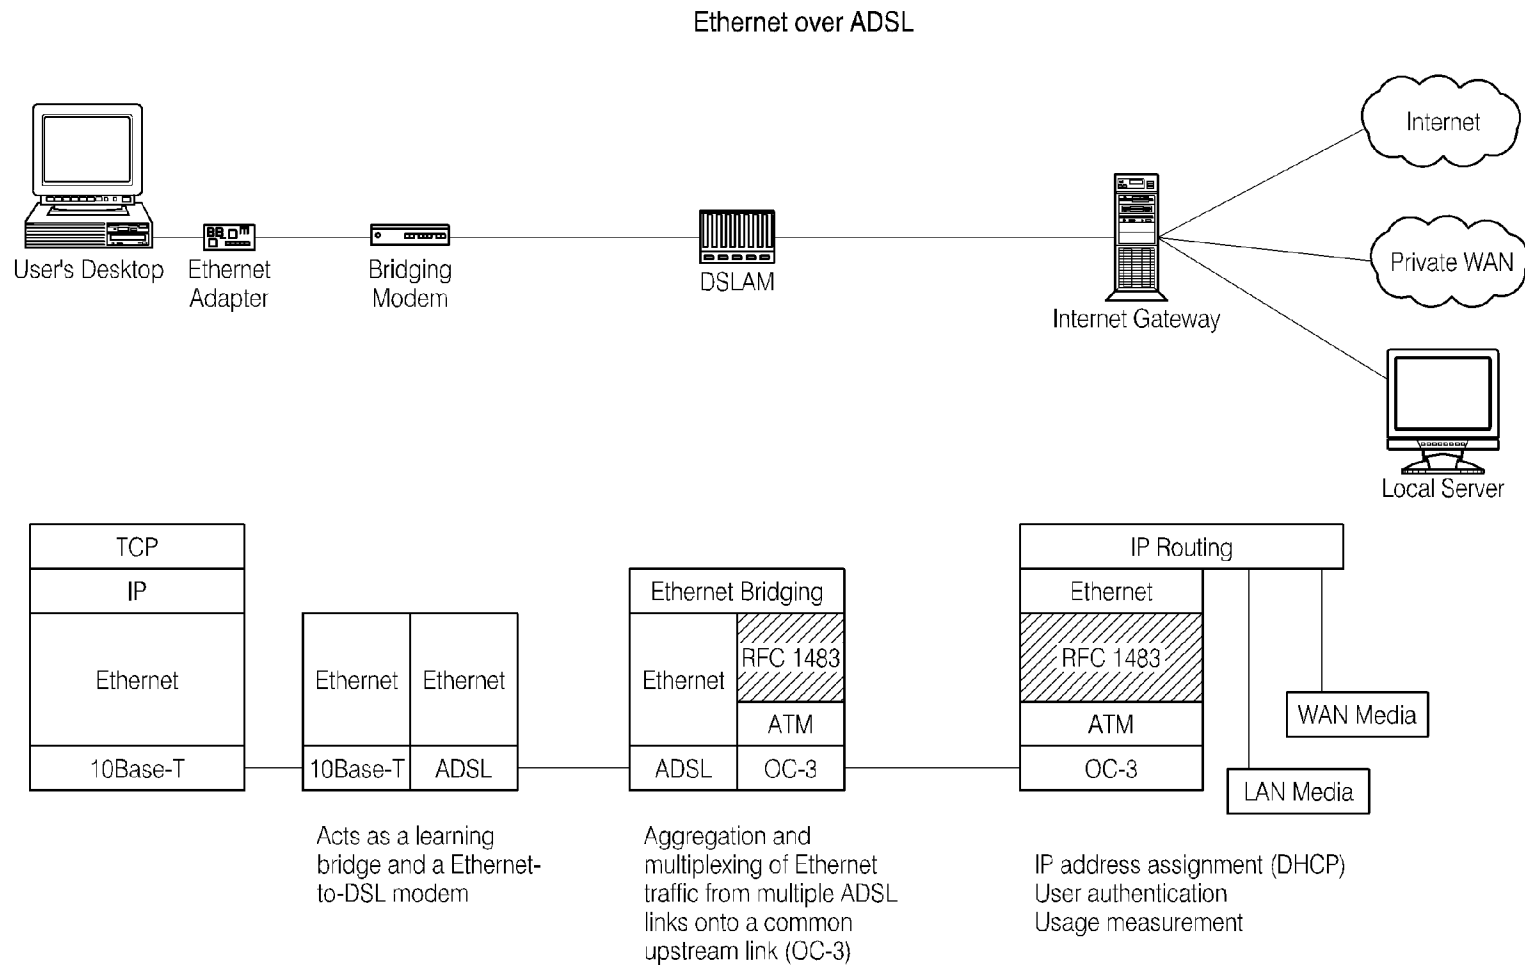 Ethernet over ADSL
Internet
Private WAN
User's Desktop
Ethernet
Adapter
Bridging
Modem
DSLAM
Internet Gateway
Local Server
TCP
IP
Ethernet
10Base-T
Ethernet
Ethernet
10Base-T
ADSL
Ethernet Bridging
Ethernet
RFC 1483
ATM
ADSL
OC-3
IP Routing
Ethernet
RFC 1483
ATM
OC-3
WAN Media
LAN Media
Acts as a learning
bridge and a Ethernet-
to-DSL modem
Aggregation and
multiplexing of Ethernet
traffic from multiple ADSL
links onto a common
upstream link (OC-3)
IP address assignment (DHCP)
User authentication
Usage measurement